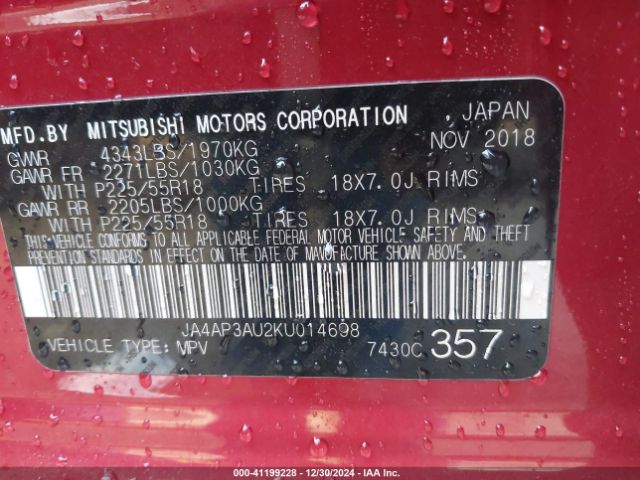 MFD.BY MITSUBISHI MOTORS CORPORATION JAPAN
NOV 2018
GVWR 4343LBS/1970KG
GAWR FR 2271LBS/1030KG
WITH P225/55R18 TIRES 18X7.0J RIMS
GAWR RR 2205LBS/1000KG
WITH P225/55R18 TIRES 18X7.0J RIMS
THIS VEHICLE CONFORMS TO ALL APPLICABLE FEDERAL MOTOR VEHICLE SAFETY AND THEFT
PREVENTION STANDARDS IN EFFECT ON THE DATE OF MANUFACTURE SHOWN ABOVE.
JA4AP3AU2KU014698
VEHICLE TYPE: MPV 7430C 357
000-41199228 - 12/30/2024 - IAA Inc.